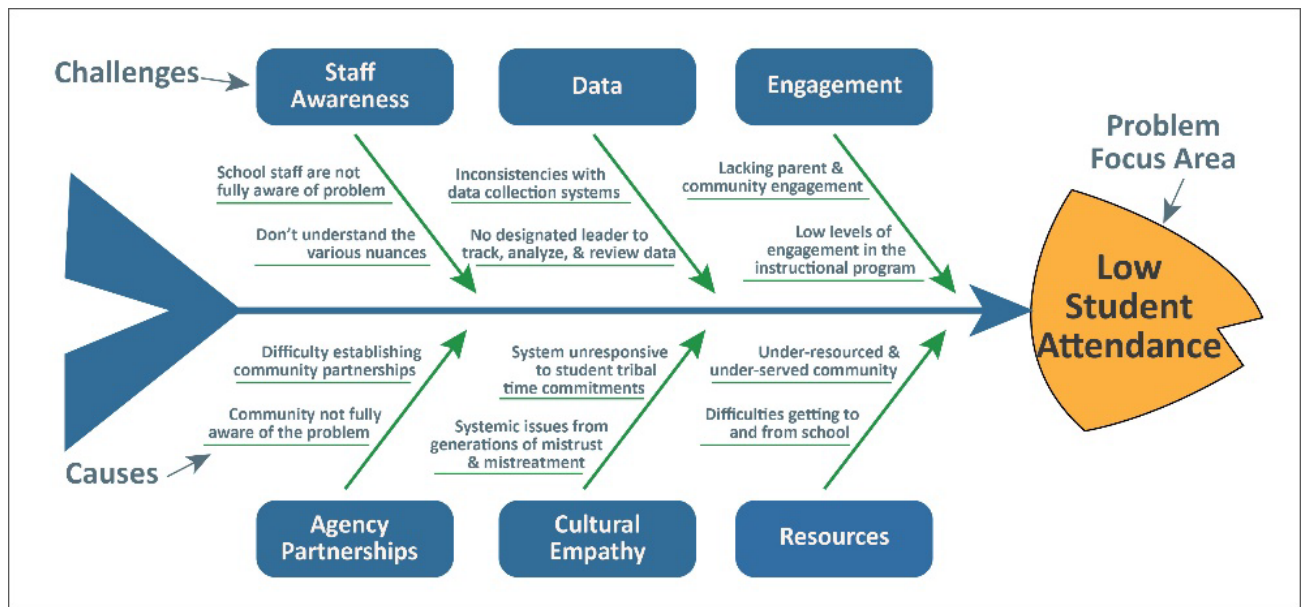 Challenges
Staff
Awareness
Data
Engagement
Problem
Focus Area
School staff are not
fully aware of problem
Don't understand the
various nuances
Inconsistencies with
data collection systems
No designated leader to
track, analyze, & review data
Lacking parent &
community engagement
Low levels of
engagement in the
instructional program
Low
Student
Attendance
Difficulty establishing
community partnerships
Community not fully
aware of the problem
System unresponsive
to student tribal
time commitments
Systemic issues from
generations of mistrust
& mistreatment
Under-resourced &
under-served community
Difficulties getting to
and from school
Causes
Agency
Partnerships
Cultural
Empathy
Resources